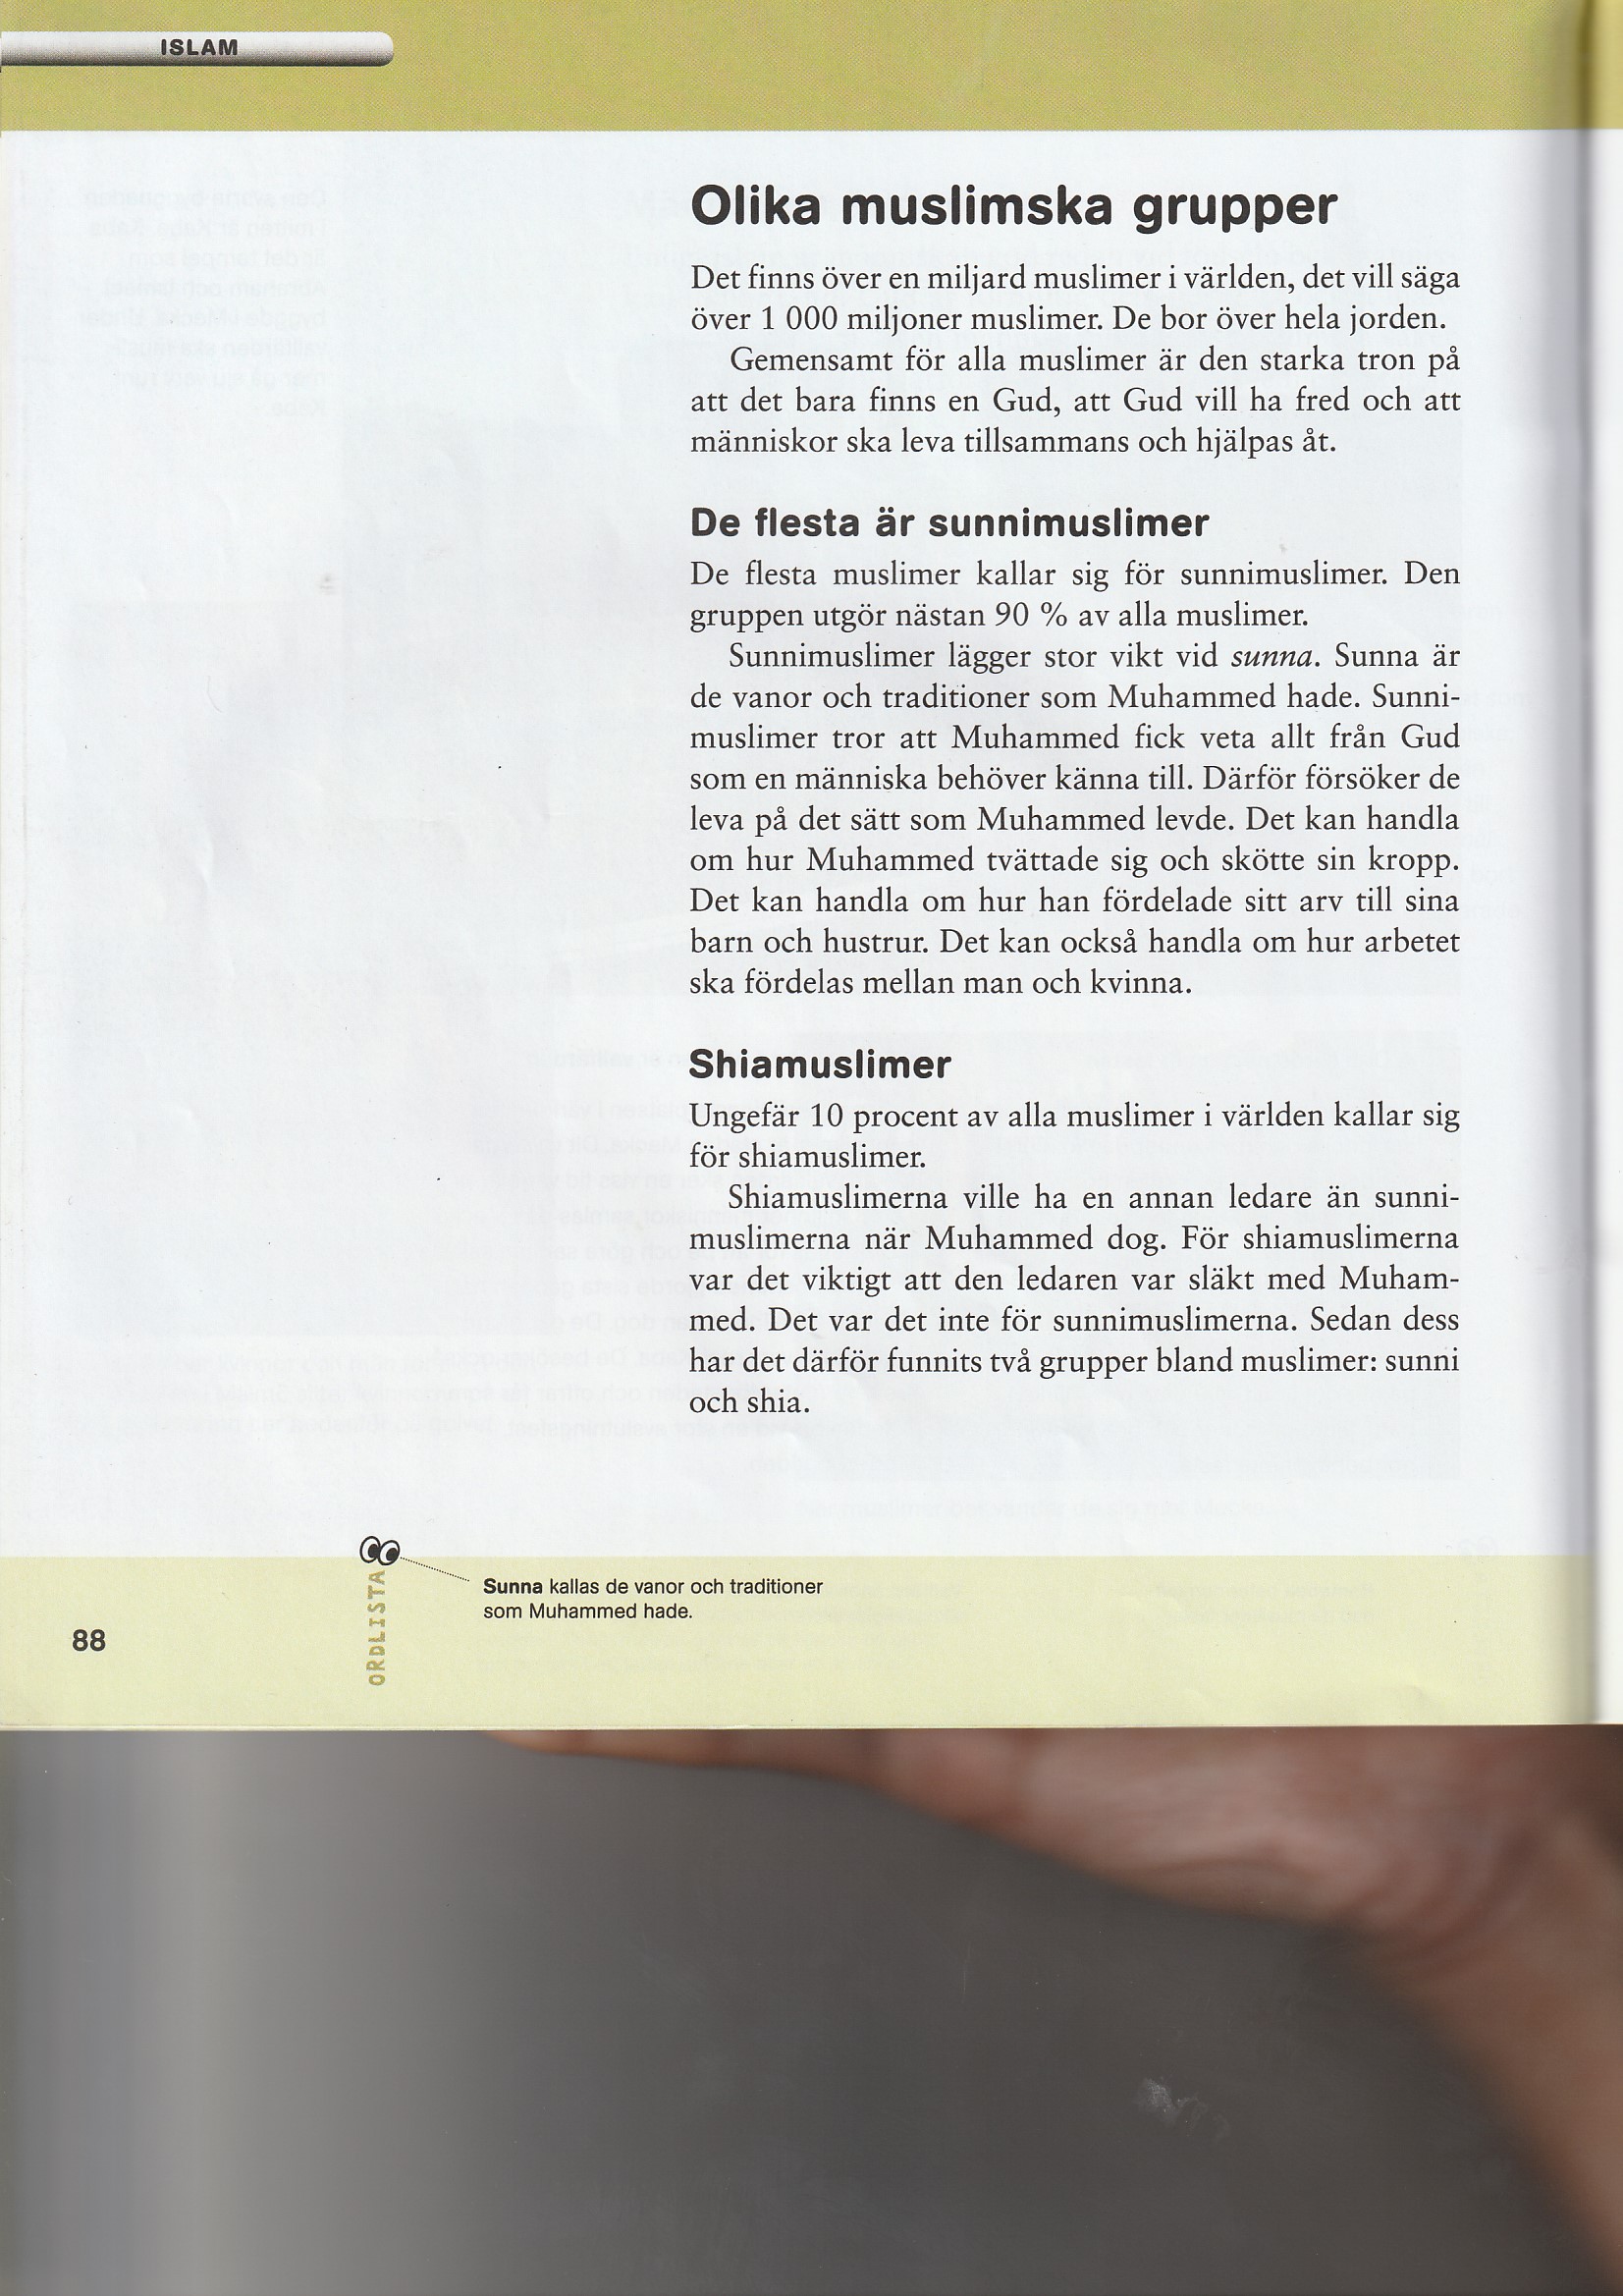 ISLAM
Olika muslimska grupper
Det finns över en miljard muslimer i världen, det vill säga
över 1 000 miljoner muslimer. De bor över hela jorden.
Gemensamt för alla muslimer är den starka tron på
att det bara finns en Gud, att Gud vill ha fred och att
människor ska leva tillsammans och hjälpas åt.
De flesta är sunnimuslimer
De flesta muslimer kallar sig för sunnimuslimer. Den
gruppen utgör nästan 90 % av alla muslimer.
Sunnimuslimer lägger stor vikt vid sunna. Sunna är
de vanor och traditioner som Muhammed hade. Sunni-
muslimer tror att Muhammed fick veta allt från Gud
som en människa behöver känna till. Därför försöker de
leva på det sätt som Muhammed levde. Det kan handla
om hur Muhammed tvättade sig och skötte sin kropp.
Det kan handla om hur han fördelade sitt arv till sina
barn och hustrur. Det kan också handla om hur arbetet
ska fördelas mellan man och kvinna.
Shiamuslimer
Ungefär 10 procent av alla muslimer i världen kallar sig
för shiamuslimer.
Shiamuslimerna ville ha en annan ledare än sunni-
muslimerna när Muhammed dog. För shiamuslimerna
var det viktigt att den ledaren var släkt med Muham-
med. Det var det inte för sunnimuslimerna. Sedan dess
har det därför funnits två grupper bland muslimer: sunni
och shia.
ORDLISTA
Sunna kallas de vanor och traditioner
som Muhammed hade.
88